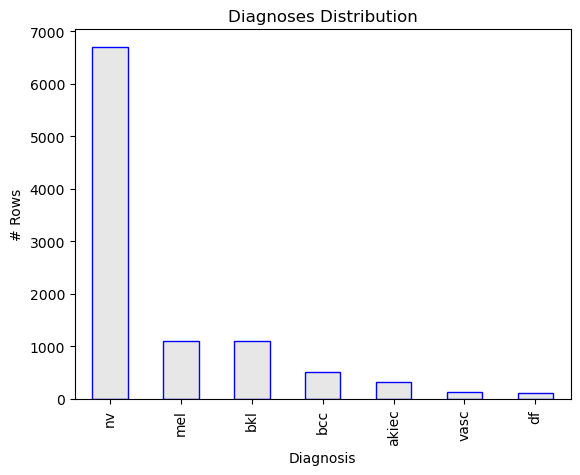 Diagnoses Distribution
7000
6000
5000
4000
3000
2000
1000
0
# Rows
nv
mel
bkl
bcc
akiec
vasc
df
Diagnosis